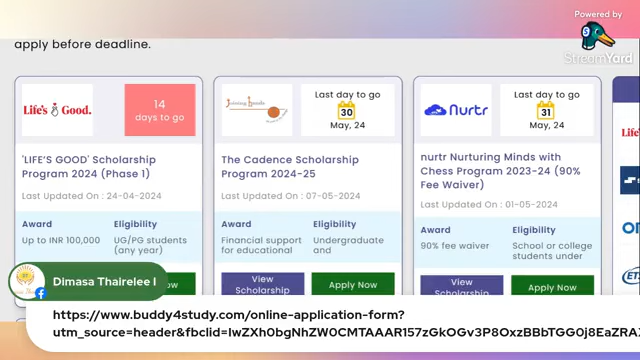 Powered by
StreamYard
apply before deadline.
Life's Good.
14
days to go
'LIFE'S GOOD' Scholarship
Program 2024 (Phase 1)
Last Updated On : 24-04-2024
Award
Eligibility
Up to INR 100,000
UG/PG students
(any year)
Joining Hands
Last day to go
30
May, 24
The Cadence Scholarship
Program 2024-25
Last Updated On : 07-05-2024
Award
Eligibility
Financial support
for educational
Undergraduate
and
View
Scholarship
Apply Now
Nurtr
Last day to go
31
May, 24
nurtr Nurturing Minds with
Chess Program 2023-24 (90%
Fee Waiver)
Last Updated On : 01-05-2024
Award
Eligibility
90% fee waiver
School or college
students under
View
Scholarship
Apply Now
Dimasa Thairelee I
https://www.buddy4study.com/online-application-form?